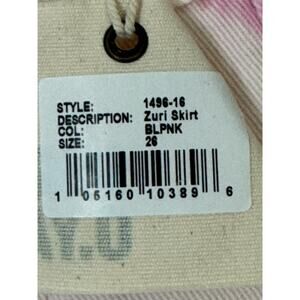 STYLE: 1496-16
DESCRIPTION: Zuri Skirt
COL: BLPNK
SIZE: 26
1 05160 10389 6